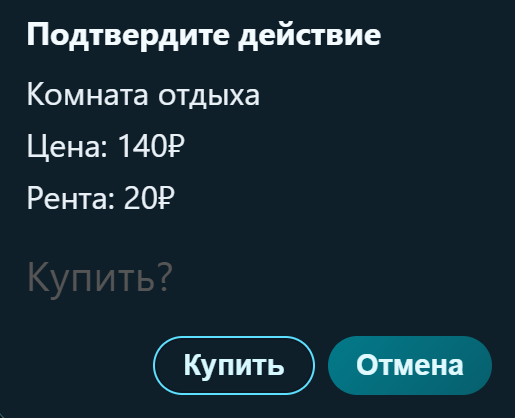 Подтвердите действие
Комната отдыха
Цена: 140₽
Рента: 20₽
Купить?
Купить
Отмена